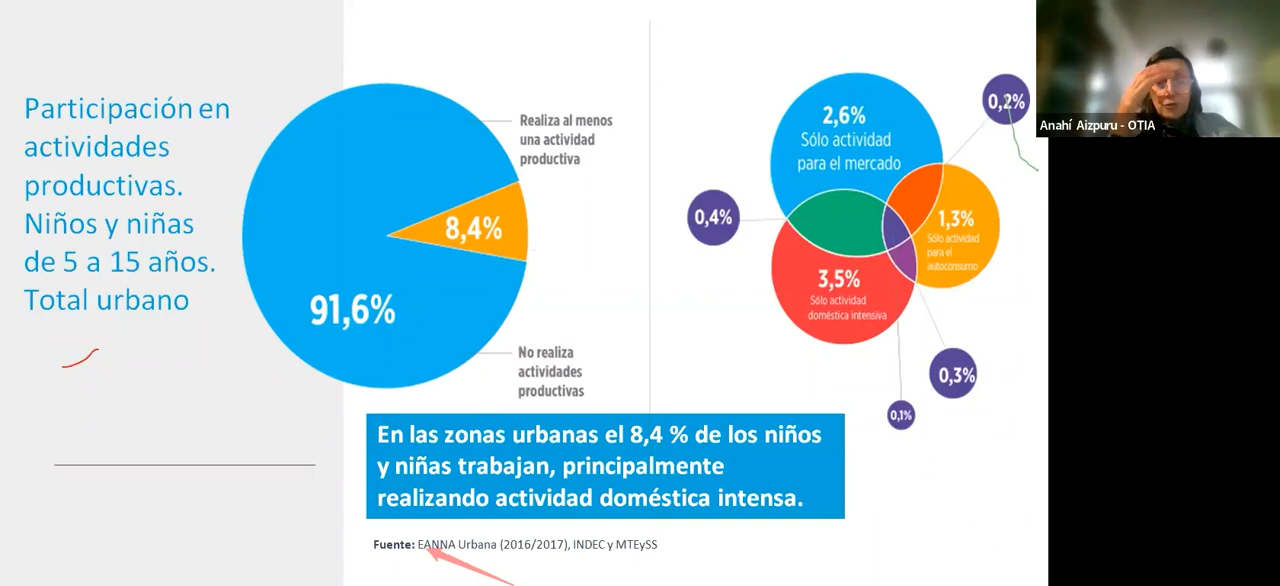 Participación en
actividades
productivas.
Niños y niñas
de 5 a 15 años.
Total urbano
Realiza al menos
una actividad
productiva
8,4%
91,6%
No realiza
actividades
productivas
2,6%
Sólo actividad
para el mercado
0,2%
0,4%
1,3%
Sólo actividad
para el
autoconsumo
3,5%
Sólo actividad
doméstica intensiva
0,3%
0,1%
En las zonas urbanas el 8,4 % de los niños
y niñas trabajan, principalmente
realizando actividad doméstica intensa.
Fuente: EANNA Urbana (2016/2017), INDEC y MTEySS
Anahí Aizpuru - OTIA